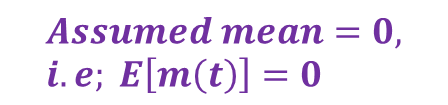 Assumed mean = 0,
i.e; E[m(t)] = 0